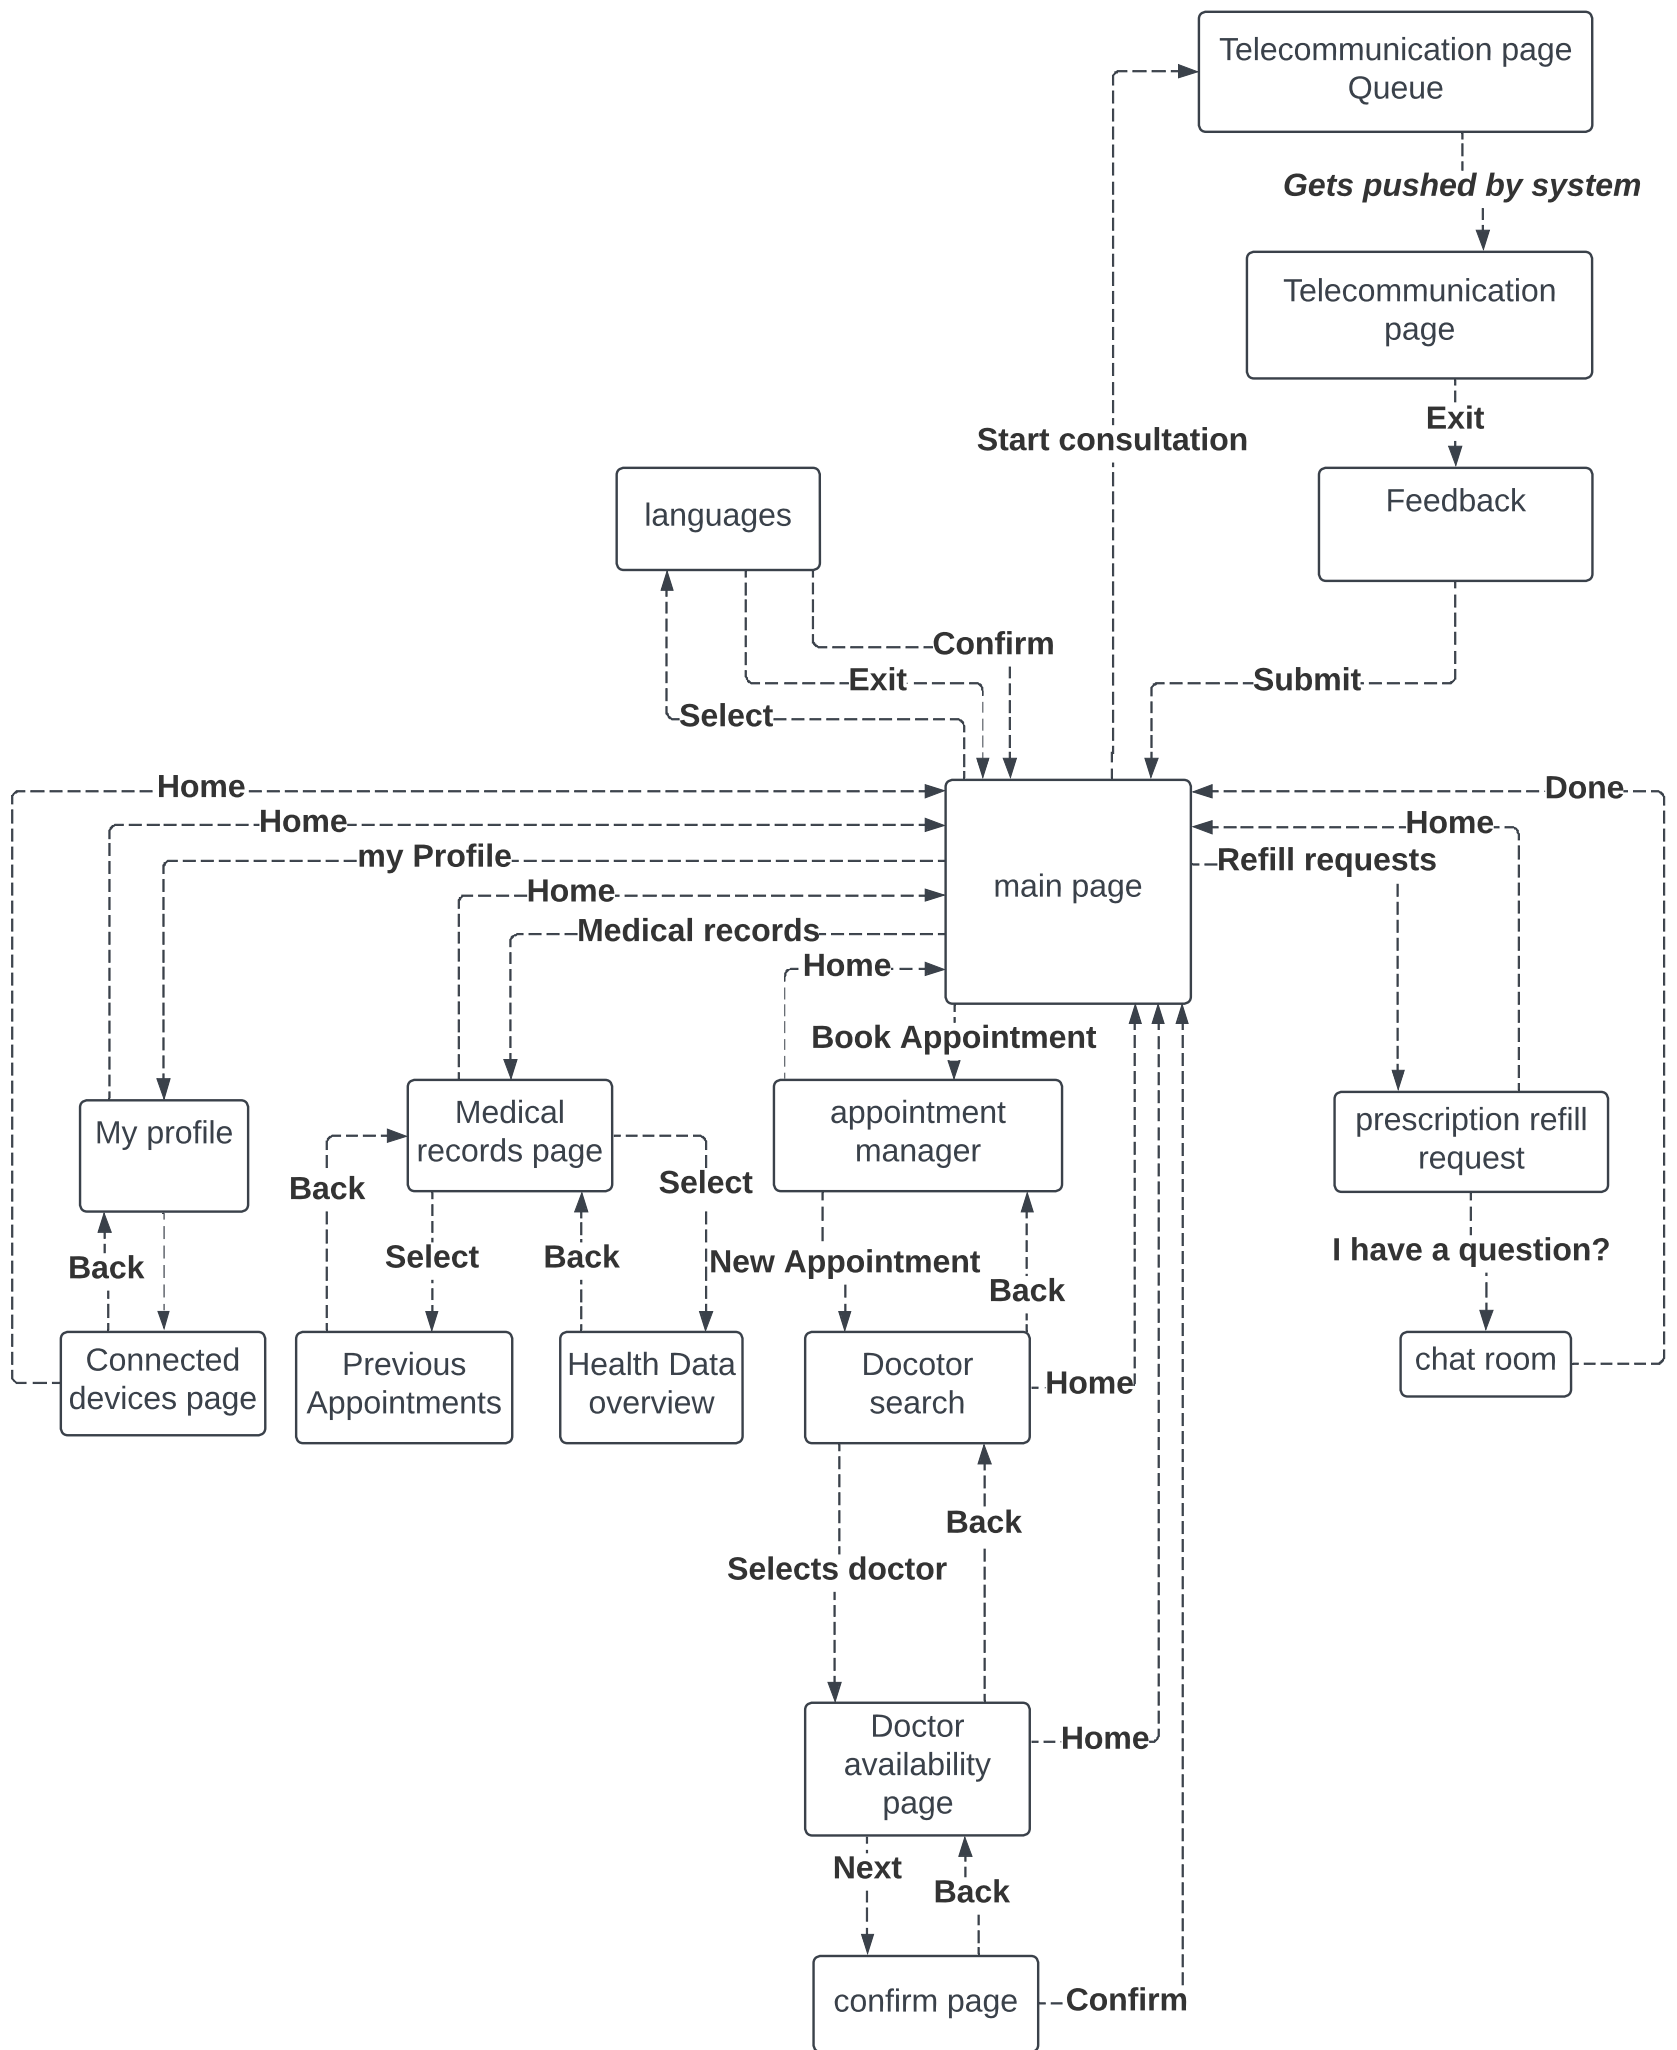 Telecommunication page
Queue
Gets pushed by system
Telecommunication
page
Exit
Start consultation
Feedback
languages
Confirm
Exit
Submit
Select
Home
Done
Home
Home
my Profile
Refill requests
main page
Home
Medical records
Home
Book Appointment
My profile
Medical
records page
appointment
manager
prescription refill
request
Back
Select
Back
Select
Back
New Appointment
Back
I have a question?
Connected
devices page
Previous
Appointments
Health Data
overview
Docotor
search
Home
chat room
Back
Selects doctor
Doctor
availability
page
Home
Next
Back
confirm page
Confirm